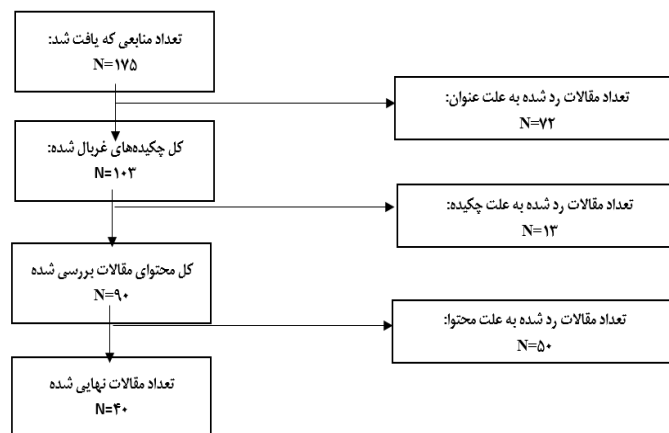 تعداد منابعی که یافت شد:
N=۱۷۵
تعداد مقالات رد شده به علت عنوان:
N=۷۲
کل چکیده‌های غربال شده:
N=۱۰۳
تعداد مقالات رد شده به علت چکیده:
N=۱۳
کل محتوای مقالات بررسی شده
N=۹۰
تعداد مقالات رد شده به علت محتوا:
N=۵۰
تعداد مقالات نهایی شده
N=۴۰